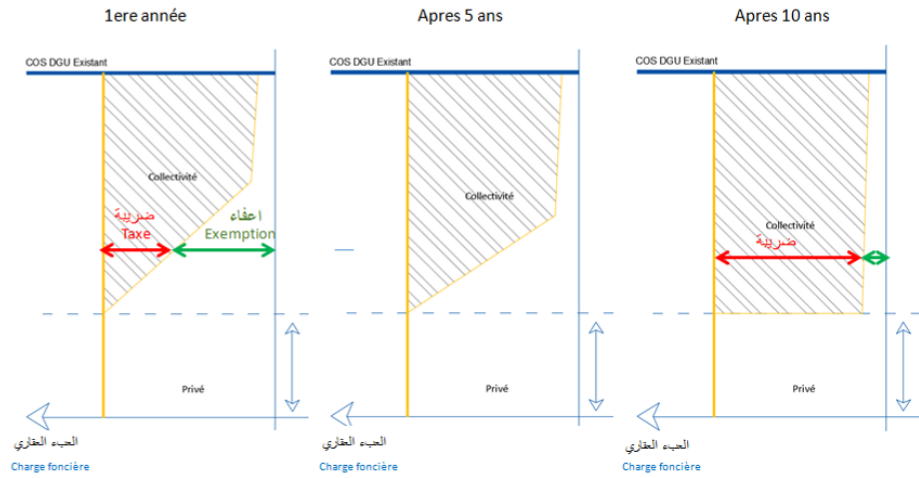 1ere année
Apres 5 ans
Apres 10 ans
COS DGU Existant
COS DGU Existant
COS DGU Existant
Collectivité
Collectivité
Collectivité
ضريبة
Taxe
اعفاء
Exemption
ضريبة
Privé
Privé
Privé
العبء العقاري
العبء العقاري
العبء العقاري
Charge foncière
Charge foncière
Charge foncière